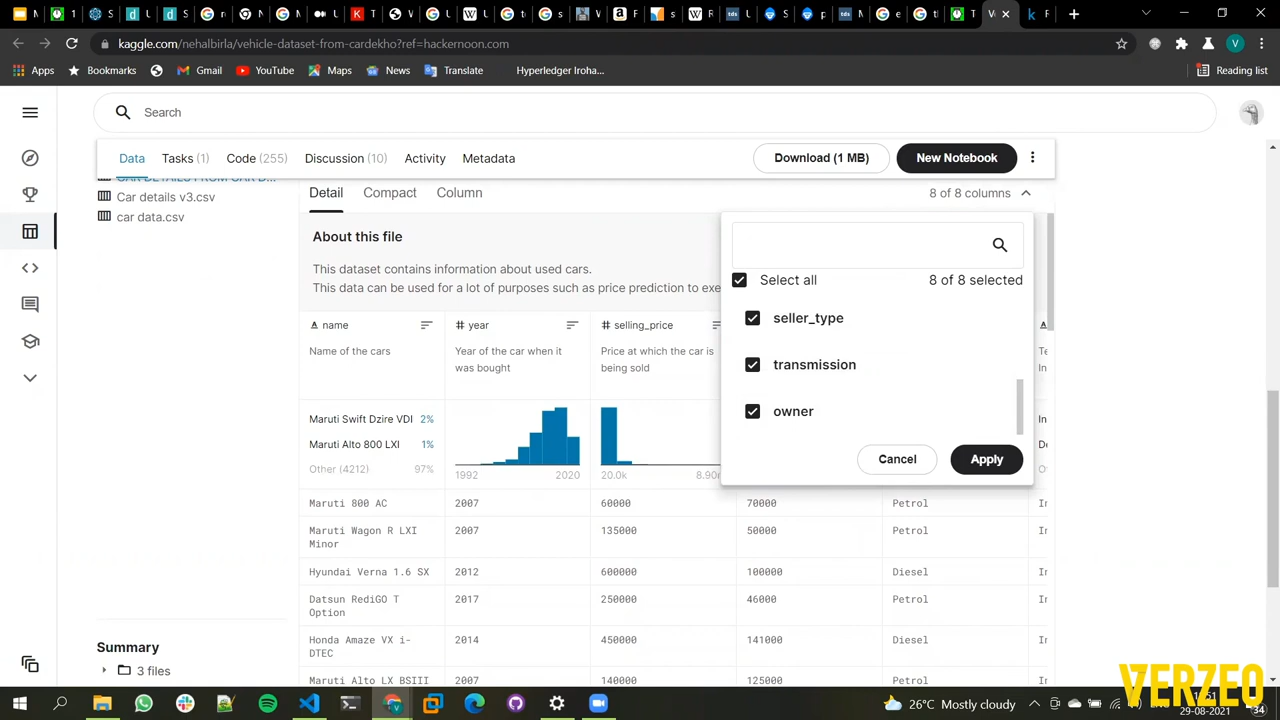 kaggle.com/nehalbirla/vehicle-dataset-from-cardekho?ref=hackernoon.com
Apps
Bookmarks
Gmail
YouTube
Maps
News
Translate
Hyperledger Iroha...
Reading list
Search
Data
Tasks (1)
Code (255)
Discussion (10)
Activity
Metadata
Download (1 MB)
New Notebook
Car details v3.csv
car data.csv
Detail
Compact
Column
8 of 8 columns
About this file
This dataset contains information about used cars.
This data can be used for a lot of purposes such as price prediction to exe
Select all
8 of 8 selected
seller_type
transmission
owner
Cancel
Apply
name
year
selling_price
Name of the cars
Year of the car when it
was bought
Price at which the car is
being sold
Maruti Swift Dzire VDI 2%
Maruti Alto 800 LXI 1%
Other (4212) 97%
1992 2020
20.0k 8.90m
Maruti 800 AC 2007 60000 70000 Petrol
Maruti Wagon R LXI
Minor
2007 135000 50000 Petrol
Hyundai Verna 1.6 SX 2012 600000 100000 Diesel
Datsun RediGO T
Option
2017 250000 46000 Petrol
Honda Amaze VX i-
DTEC
2014 450000 141000 Diesel
Maruti Alto LX BSIII 2007 140000 125000 Petrol
Summary
3 files
VERZEO
26°C Mostly cloudy
29-08-2021
34